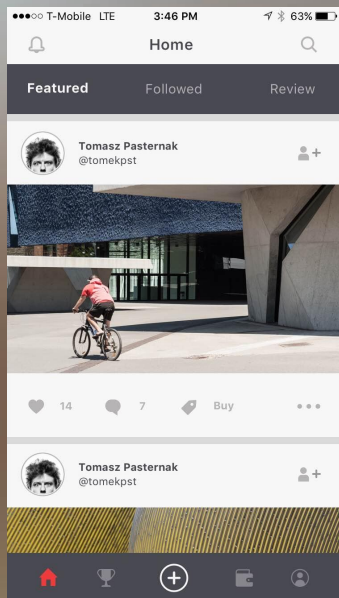 T-Mobile LTE 3:46 PM 63%
Home
Featured Followed Review
Tomasz Pasternak
@tomekpst
14 7 Buy
Tomasz Pasternak
@tomekpst